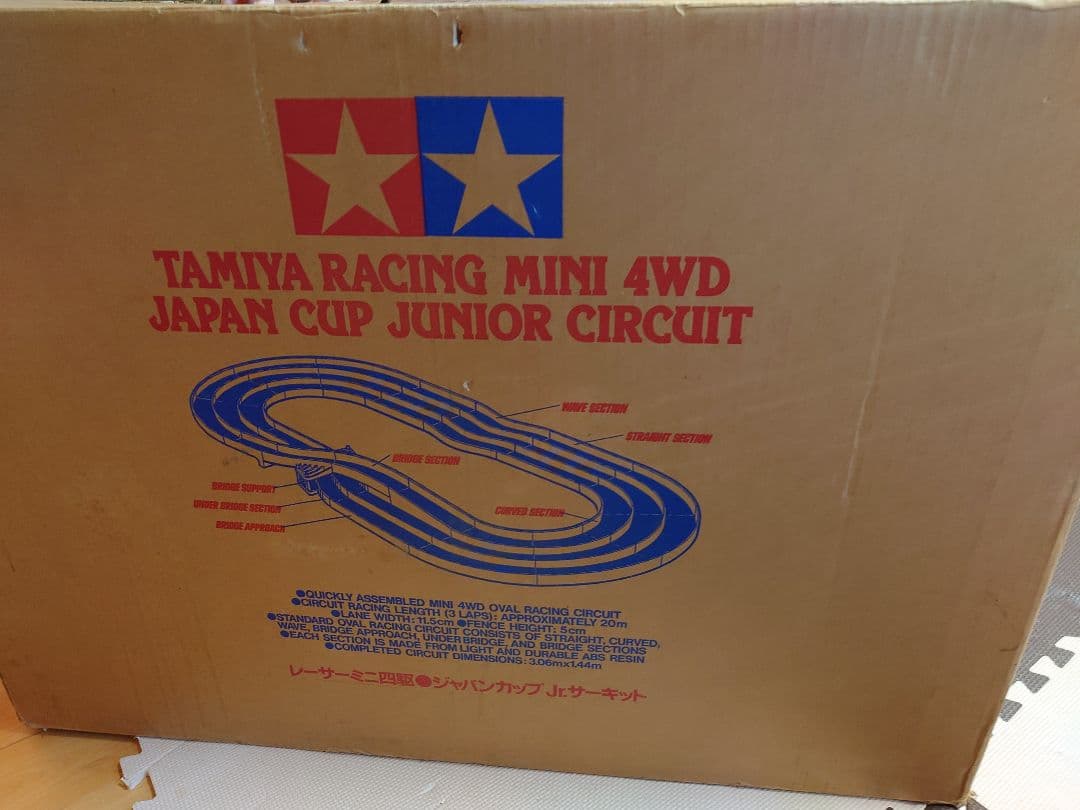 TAMIYA RACING MINI 4WD
JAPAN CUP JUNIOR CIRCUIT
WAVE SECTION
STRAIGHT SECTION
BRIDGE SECTION
BRIDGE SUPPORT
UNDER BRIDGE SECTION
CURVED SECTION
BRIDGE APPROACH
●QUICKLY ASSEMBLED MINI 4WD OVAL RACING CIRCUIT
●CIRCUIT RACING LENGTH (3 LAPS): APPROXIMATELY 20m
●LANE WIDTH: 11.5cm ●FENCE HEIGHT: 5cm
●STANDARD OVAL RACING CIRCUIT CONSISTS OF STRAIGHT, CURVED,
WAVE, BRIDGE APPROACH, UNDER BRIDGE, AND BRIDGE SECTIONS
●EACH SECTION IS MADE FROM LIGHT AND DURABLE ABS RESIN
●COMPLETED CIRCUIT DIMENSIONS: 3.06m×1.44m
レーサーミニ四駆●ジャパンカップ Jr.サーキット